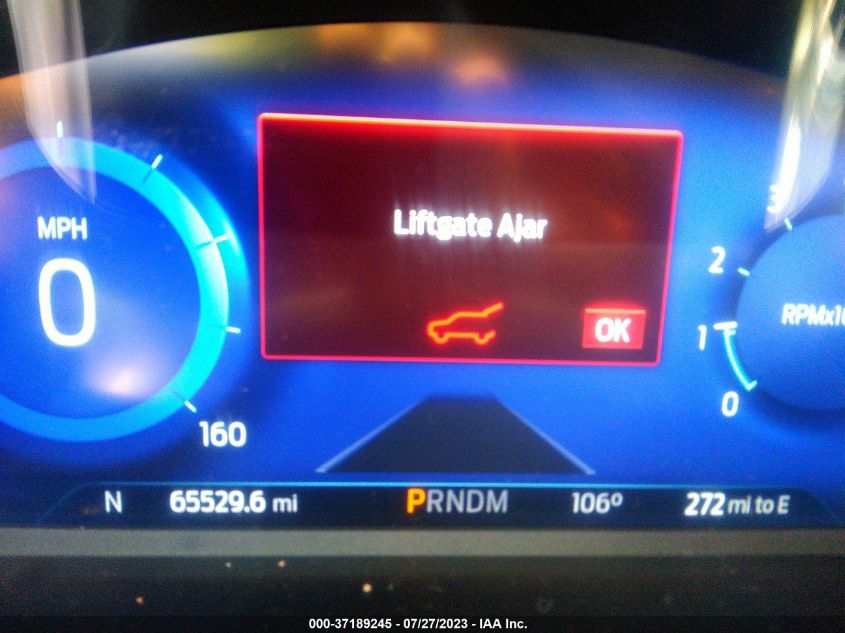 MPH
0
160
Liftgate Ajar
OK
3
2
1
0
RPMx10
N 65529.6 mi PRNDM 106° 272 mi to E
000-37189245 - 07/27/2023 - IAA Inc.